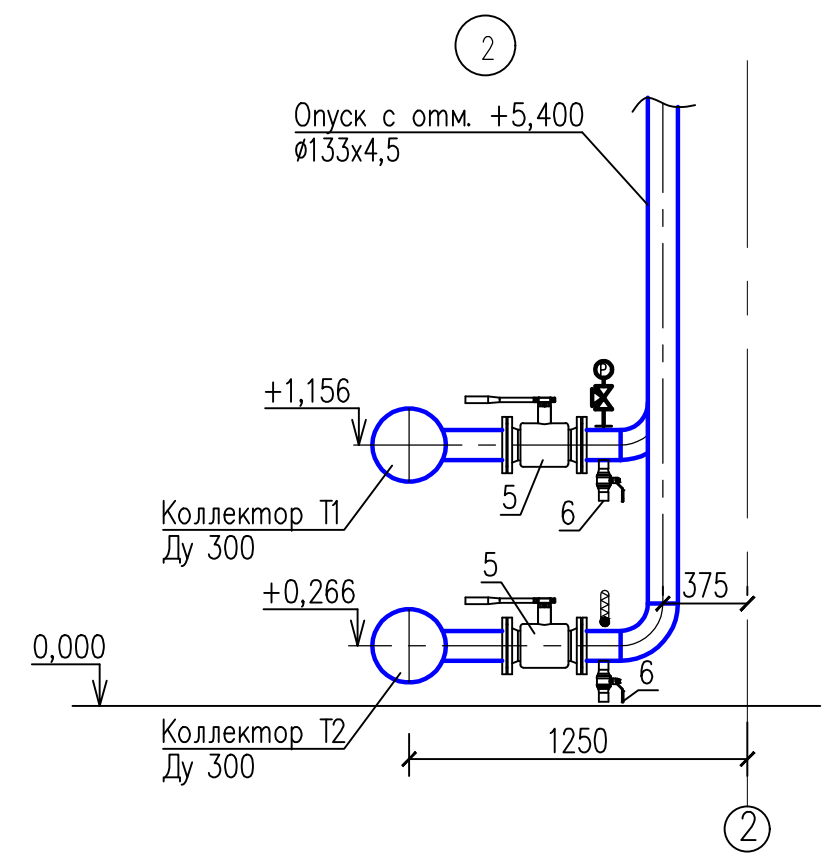 2
Опуск с отм. +5,400
ø133х4,5
P
+1,156
5
6
Коллектор Т1
Ду 300
5
+0,266
375
0,000
6
Коллектор Т2
Ду 300
1250
2